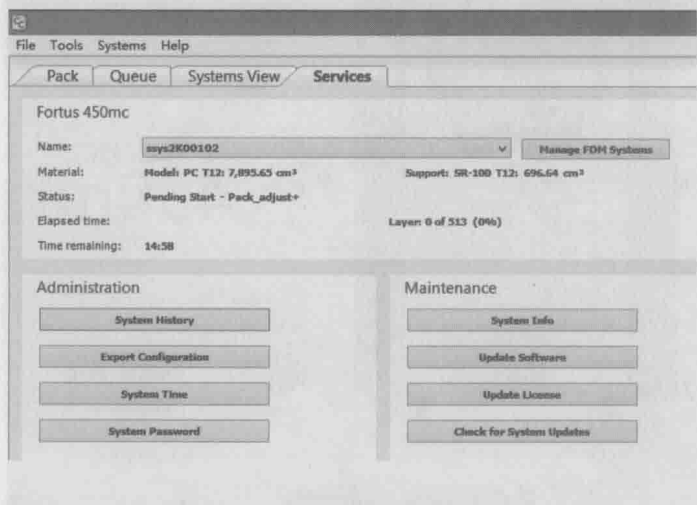 File Tools Systems Help
Pack Queue Systems View Services
Fortus 450mc
Name: ssys2K00102 Manage FDM Systems
Material: Model: PC T12: 7,895.65 cm³ Support: SR-100 T12: 696.64 cm³
Status: Pending Start - Pack_adjust+
Elapsed time: Layer: 0 of 513 (0%)
Time remaining: 14:58
Administration Maintenance
System History System Info
Export Configuration Update Software
System Time Update License
System Password Check for System Updates